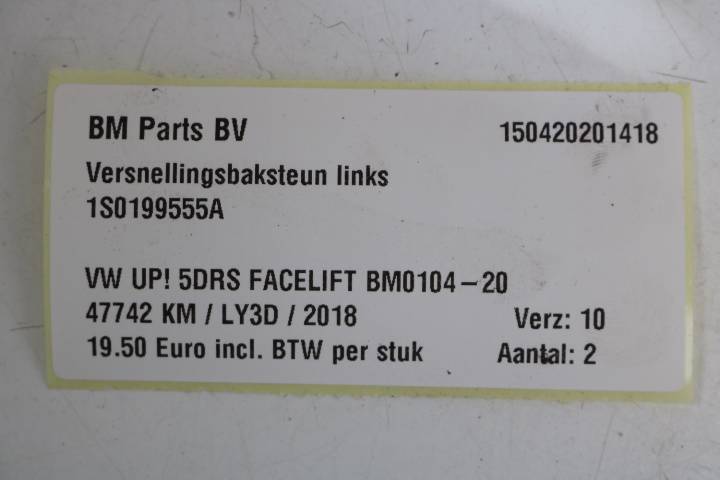 BM Parts BV 150420201418
Versnellingsbaksteun links
1S0199555A
VW UP! 5DRS FACELIFT BM0104-20
47742 KM / LY3D / 2018 Verz: 10
19.50 Euro incl. BTW per stuk Aantal: 2